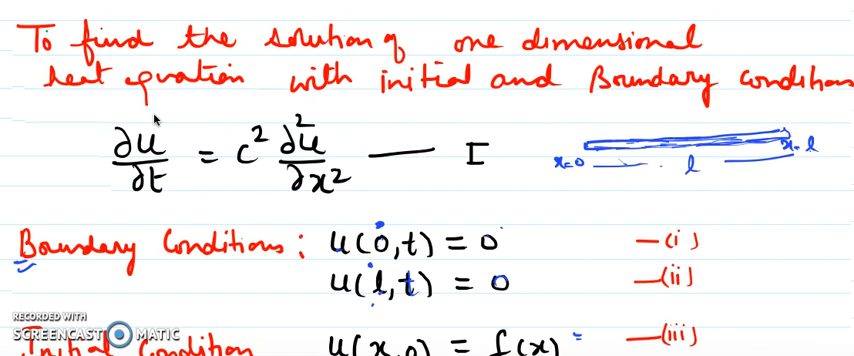 To find the solution of one dimensional
heat equation with initial and Boundary conditions
∂u/∂t = c² ∂²u/∂x² — I
x=0 — l — x=l
Boundary Conditions: u(0,t) = 0 —(i)
u(l,t) = 0 —(ii)
RECORDED WITH
SCREENCAST MATIC
Initial Condition u(x,0) = f(x) = —(iii)